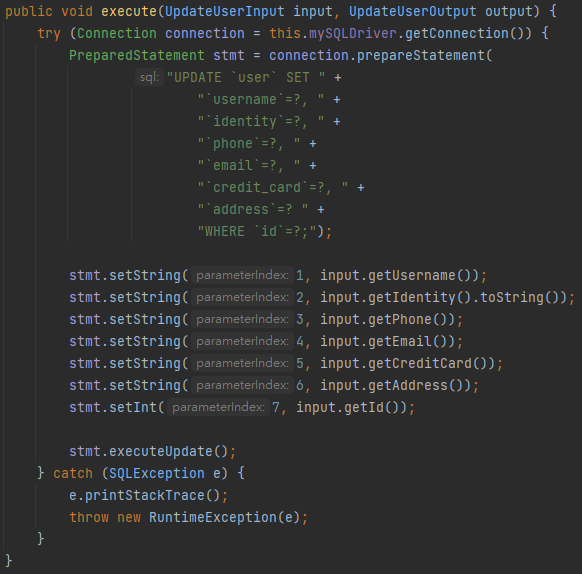 public void execute(UpdateUserInput input, UpdateUserOutput output) {
    try (Connection connection = this.mySQLDriver.getConnection()) {
        PreparedStatement stmt = connection.prepareStatement(
                sql: "UPDATE `user` SET " +
                        "`username`=?, " +
                        "`identity`=?, " +
                        "`phone`=?, " +
                        "`email`=?, " +
                        "`credit_card`=?, " +
                        "`address`=? " +
                        "WHERE `id`=?;");

        stmt.setString( parameterIndex: 1, input.getUsername());
        stmt.setString( parameterIndex: 2, input.getIdentity().toString());
        stmt.setString( parameterIndex: 3, input.getPhone());
        stmt.setString( parameterIndex: 4, input.getEmail());
        stmt.setString( parameterIndex: 5, input.getCreditCard());
        stmt.setString( parameterIndex: 6, input.getAddress());
        stmt.setInt( parameterIndex: 7, input.getId());

        stmt.executeUpdate();
    } catch (SQLException e) {
        e.printStackTrace();
        throw new RuntimeException(e);
    }
}